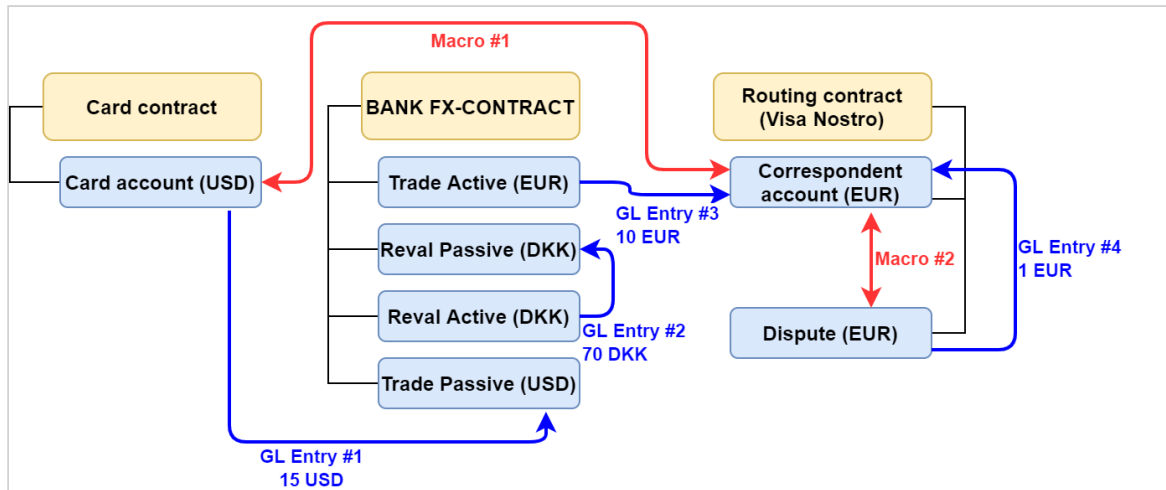 Macro #1
Card contract
BANK FX-CONTRACT
Routing contract
(Visa Nostro)
Card account (USD)
Trade Active (EUR)
Correspondent
account (EUR)
GL Entry #3
10 EUR
Reval Passive (DKK)
Macro #2
GL Entry #4
1 EUR
Reval Active (DKK)
GL Entry #2
70 DKK
Dispute (EUR)
Trade Passive (USD)
GL Entry #1
15 USD